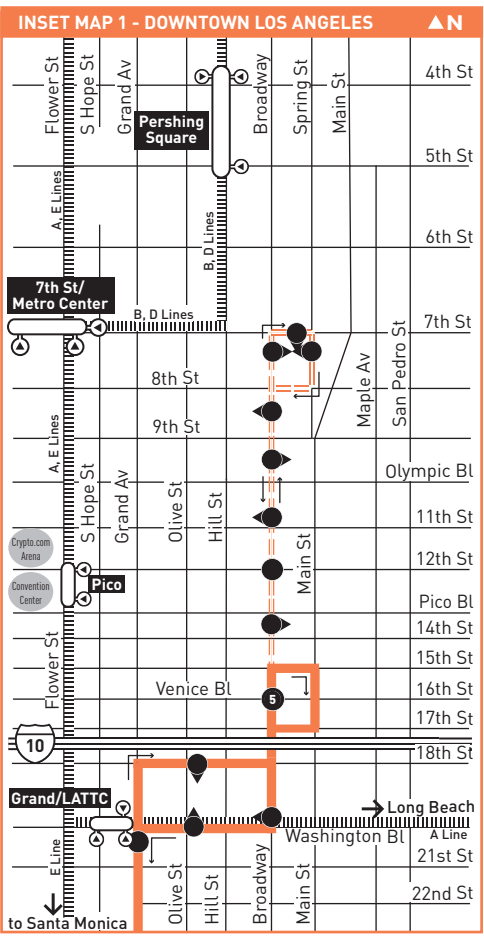 INSET MAP 1 - DOWNTOWN LOS ANGELES
▲N
Flower St
S Hope St
Grand Av
Broadway
Spring St
Main St
4th St
Pershing
Square
5th St
A, E Lines
B, D Lines
6th St
7th St/
Metro Center
B, D Lines
7th St
8th St
Maple Av
San Pedro St
9th St
A, E Lines
S Hope St
Grand Av
Olive St
Hill St
Olympic Bl
11th St
Crypto.com
Arena
Main St
12th St
Convention
Center
Pico
Pico Bl
14th St
Flower St
15th St
Venice Bl
5
16th St
17th St
10
18th St
Grand/LATTC
Long Beach
Washington Bl
A Line
E Line
21st St
Olive St
Hill St
Broadway
Main St
22nd St
to Santa Monica